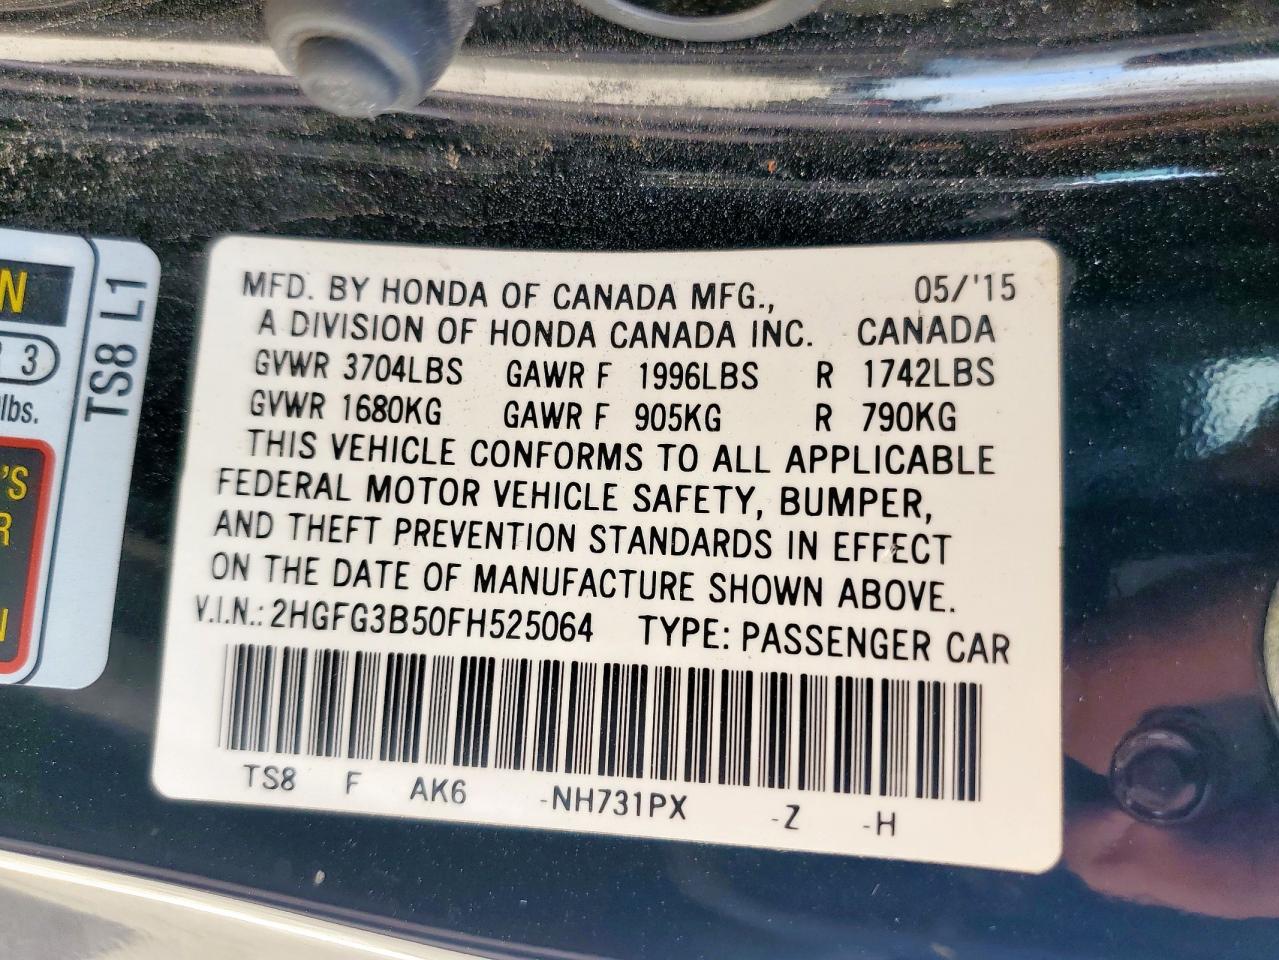 MFD. BY HONDA OF CANADA MFG., 05/'15
A DIVISION OF HONDA CANADA INC. CANADA
GVWR 3704LBS GAWR F 1996LBS R 1742LBS
GVWR 1680KG GAWR F 905KG R 790KG
THIS VEHICLE CONFORMS TO ALL APPLICABLE
FEDERAL MOTOR VEHICLE SAFETY, BUMPER,
AND THEFT PREVENTION STANDARDS IN EFFECT
ON THE DATE OF MANUFACTURE SHOWN ABOVE.
V.I.N.: 2HGFG3B50FH525064 TYPE: PASSENGER CAR
TS8 F AK6 -NH731PX -Z -H
TS8 L1
3
lbs.
'S
R
N